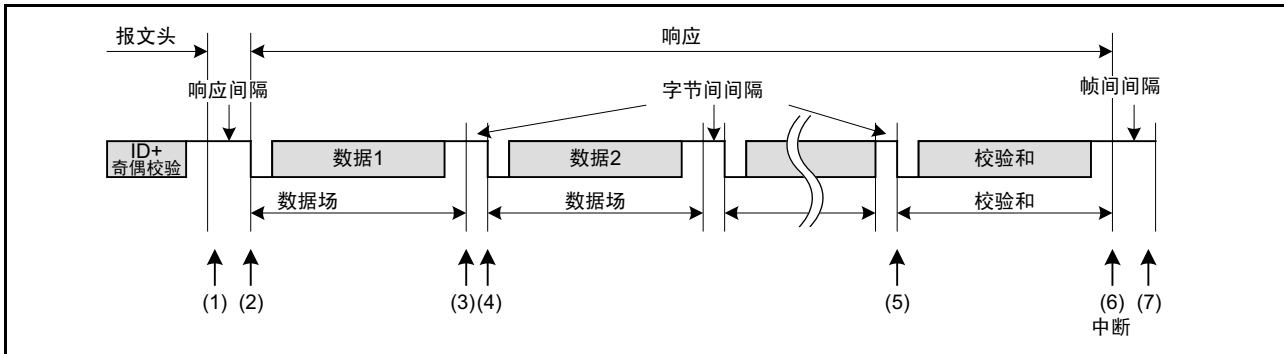 报文头
响应
响应间隔
字节间间隔
帧间间隔
ID+
奇偶校验
数据1
数据2
校验和
数据场
数据场
校验和
(1)
(2)
(3)
(4)
(5)
(6)
(7)
中断